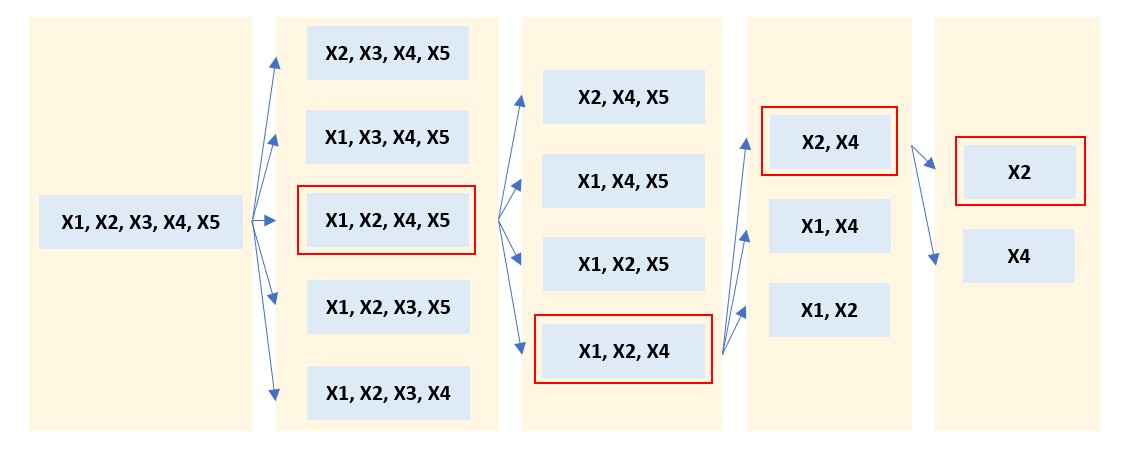 X1, X2, X3, X4, X5
X2, X3, X4, X5
X1, X3, X4, X5
X1, X2, X4, X5
X1, X2, X3, X5
X1, X2, X3, X4
X2, X4, X5
X1, X4, X5
X1, X2, X5
X1, X2, X4
X2, X4
X1, X4
X1, X2
X2
X4